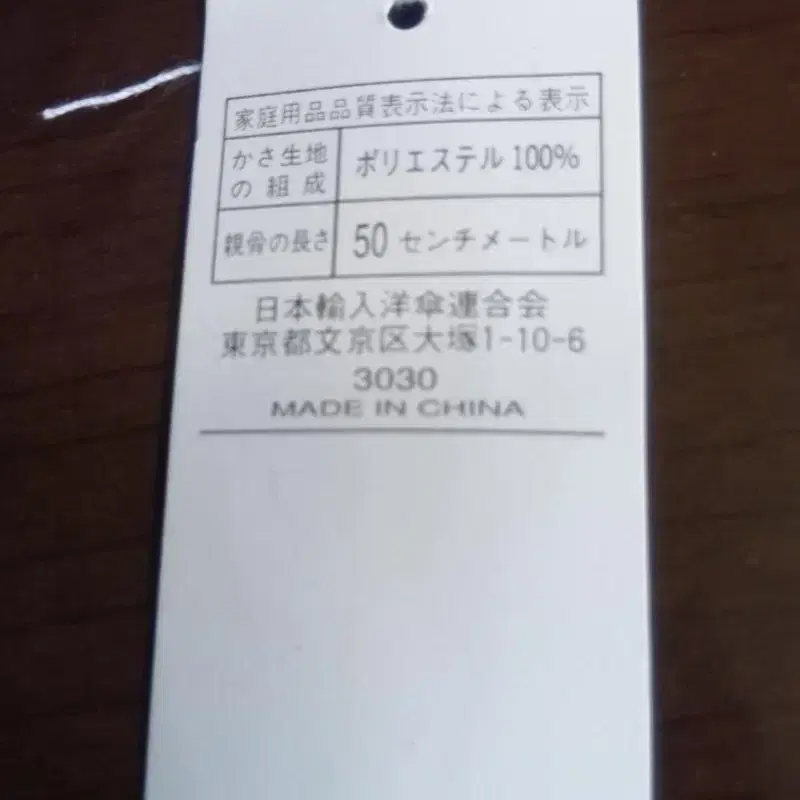 家庭用品品質表示法による表示
かさ生地の組成 ポリエステル 100%
親骨の長さ 50 センチメートル
日本輸入洋傘連合会
東京都文京区大塚1-10-6
3030
MADE IN CHINA